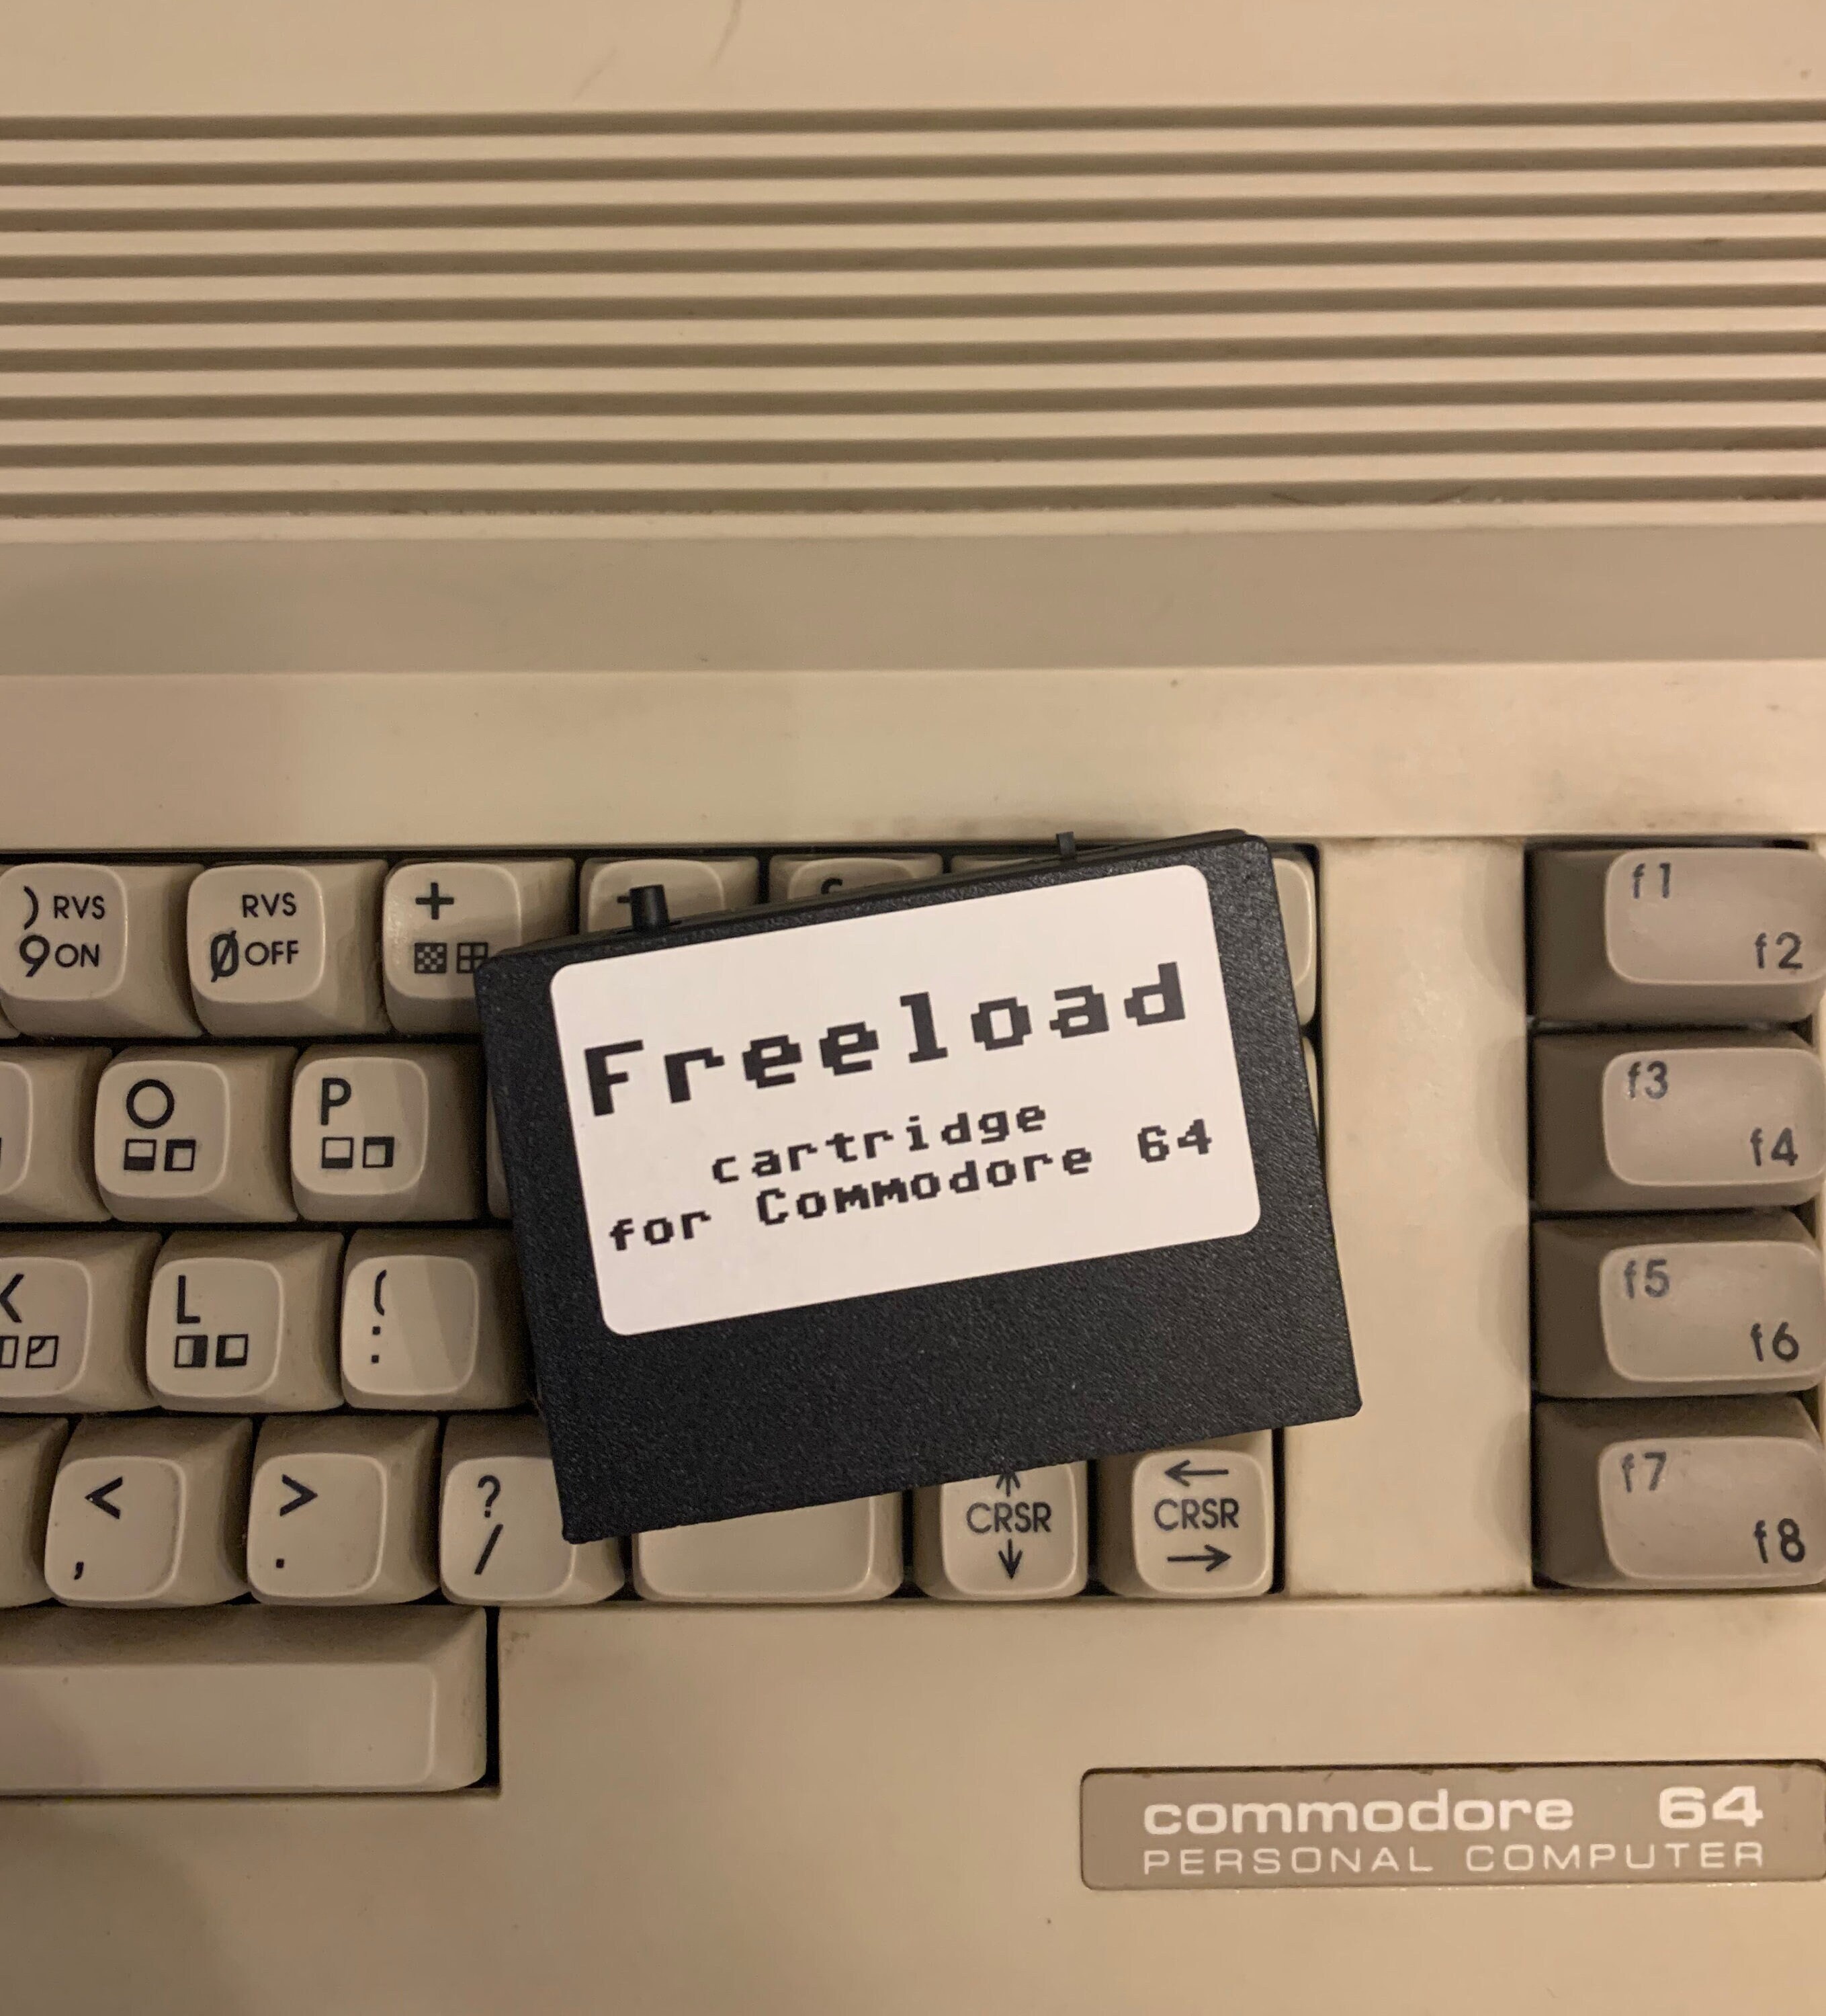 ) RVS
9 ON
RVS
Ø OFF
+
f1
f2
Freeload
cartridge
for Commodore 64
O
P
f3
f4
K
L
(
:
f5
f6
<
,
>
.
?
/
↑
CRSR
↓
←
CRSR
→
f7
f8
commodore 64
PERSONAL COMPUTER